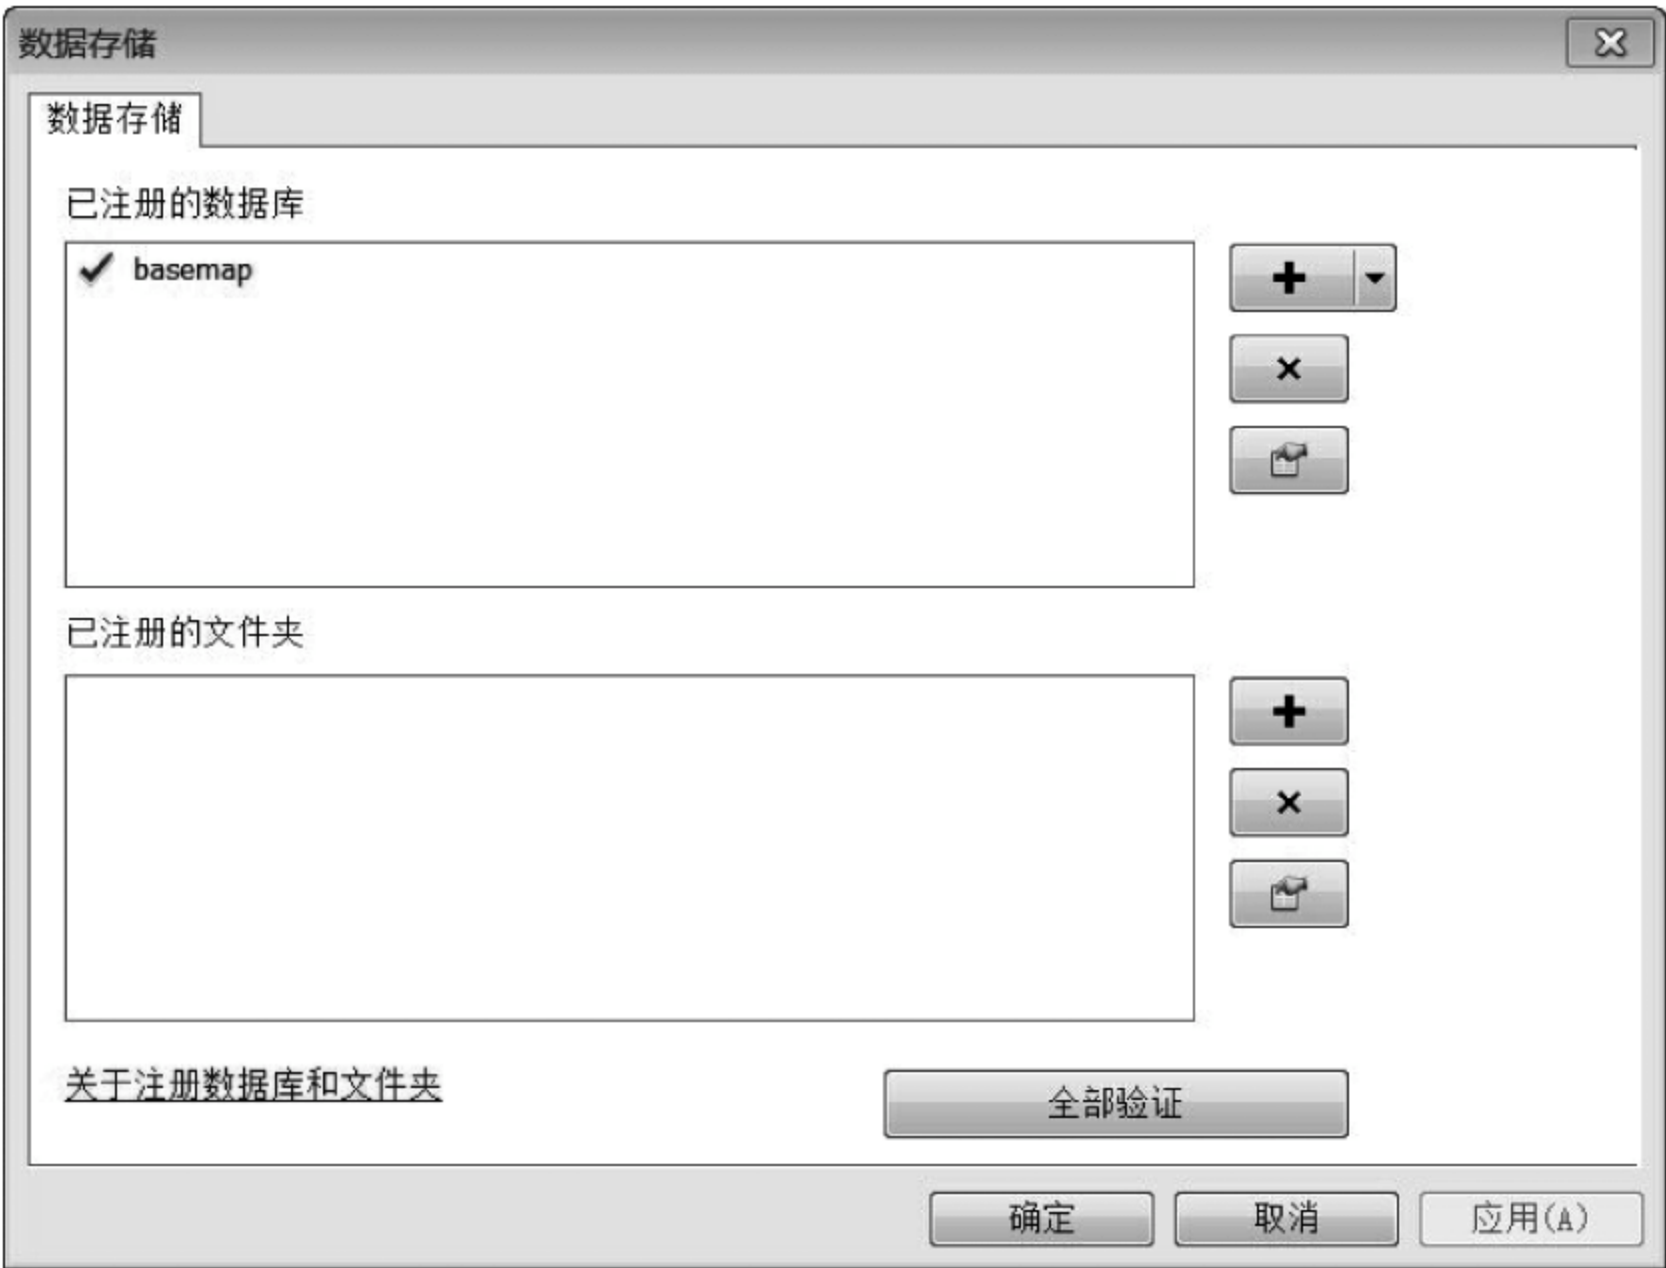 数据存储
数据存储
已注册的数据库
basemap
已注册的文件夹
关于注册数据库和文件夹
全部验证
确定
取消
应用(A)